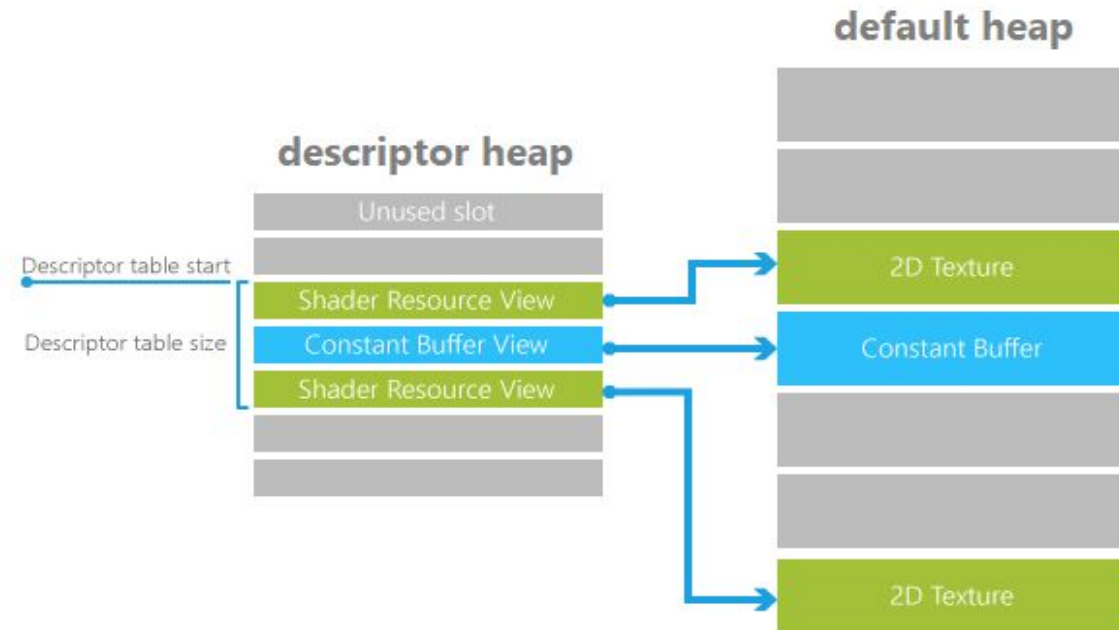 default heap
descriptor heap
Unused slot
Descriptor table start
Shader Resource View
2D Texture
Descriptor table size
Constant Buffer View
Constant Buffer
Shader Resource View
2D Texture